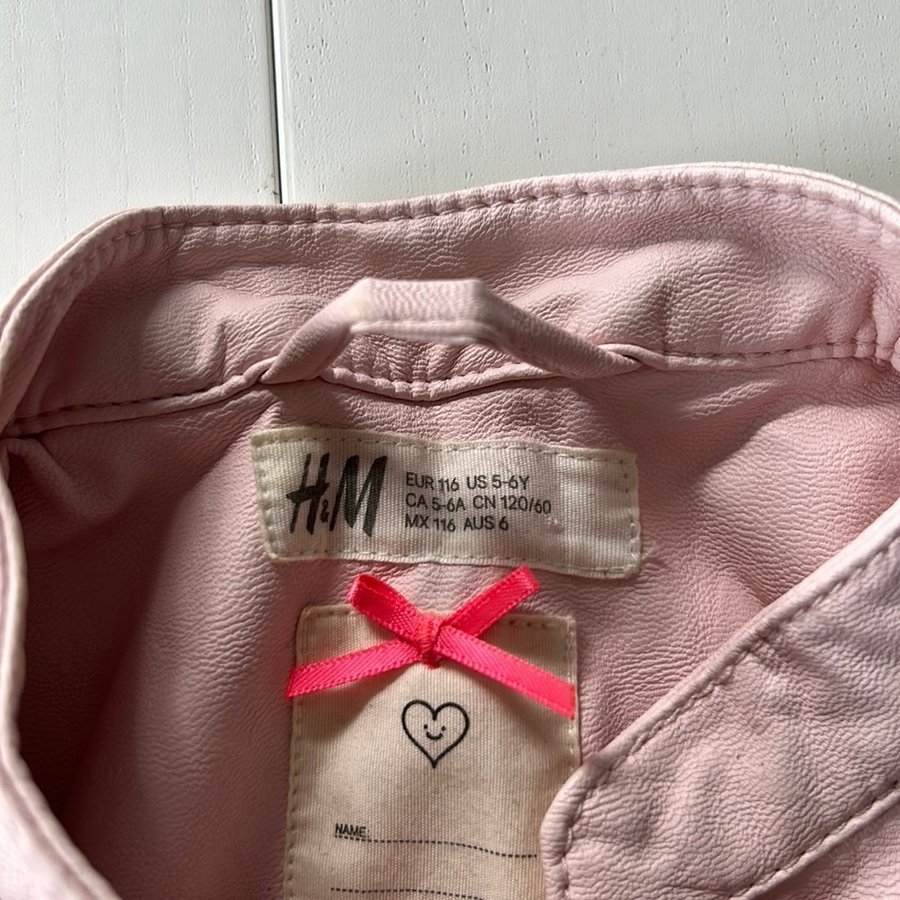 H&M
EUR 116 US 5-6Y
CA 5-6A CN 120/60
MX 116 AUS 6
NAME: